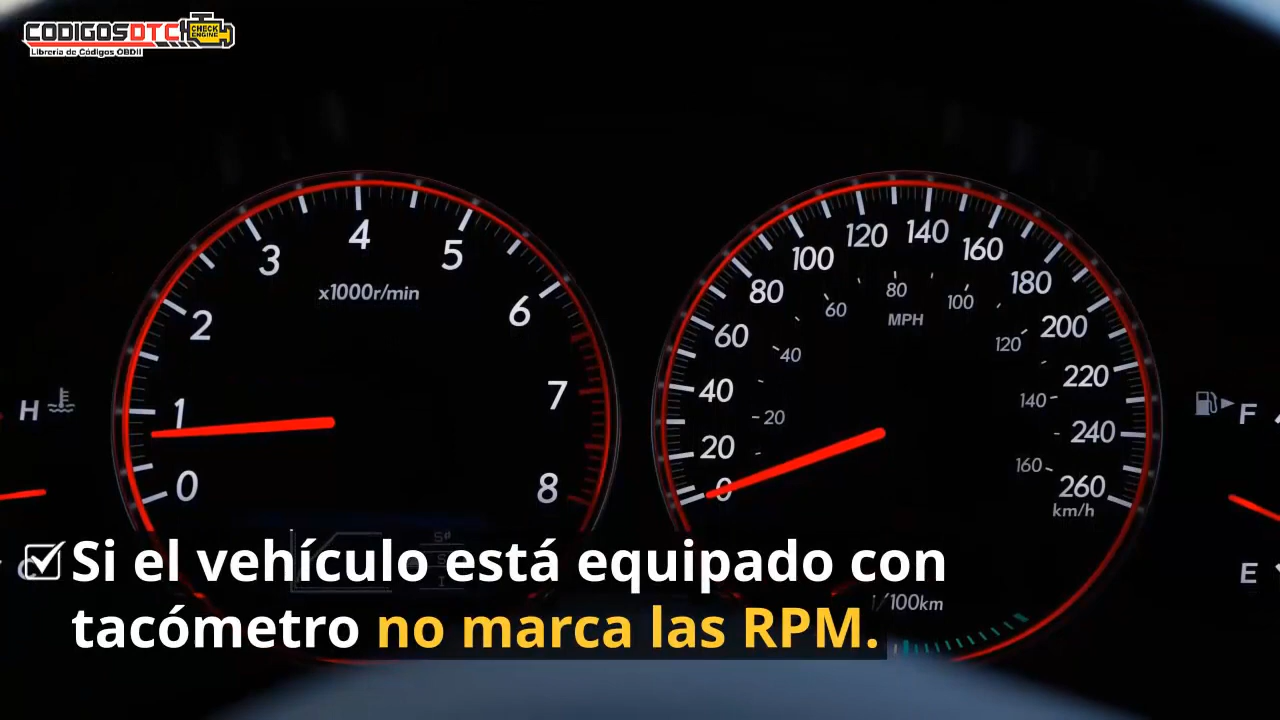 CODIGOSDTC
CHECK
ENGINE
Librería de Códigos OBDII
0
1
2
3
4
5
6
7
8
x1000r/min
H
0
20
40
60
80
100
120
140
160
180
200
220
240
260
km/h
20
40
60
80
100
120
140
160
MPH
F
E
S
I
/100km
Si el vehículo está equipado con
tacómetro no marca las RPM.